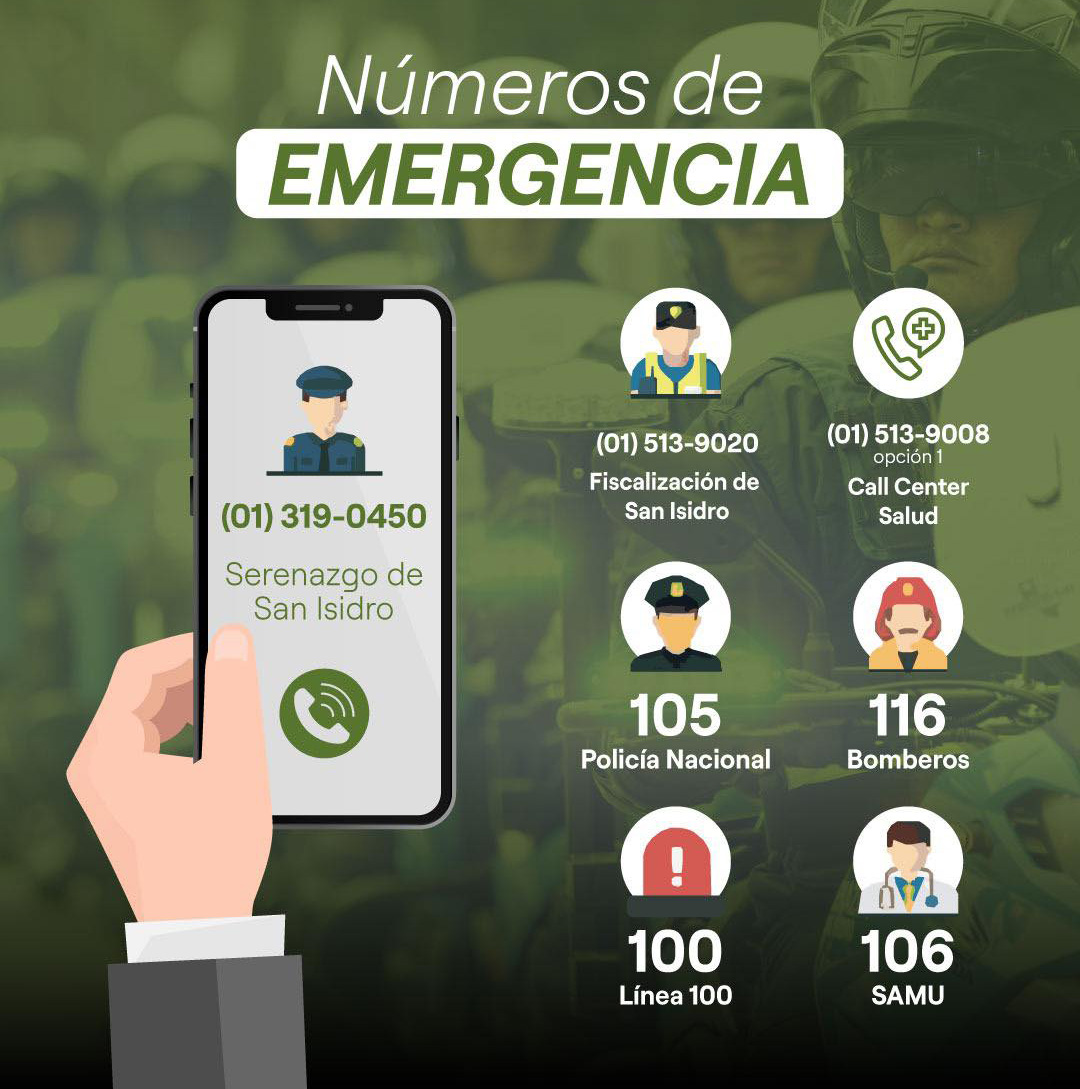 Números de
EMERGENCIA
(01) 319-0450
Serenazgo de
San Isidro
(01) 513-9020
Fiscalización de
San Isidro
(01) 513-9008
opción 1
Call Center
Salud
105
Policía Nacional
116
Bomberos
!
100
Línea 100
106
SAMU